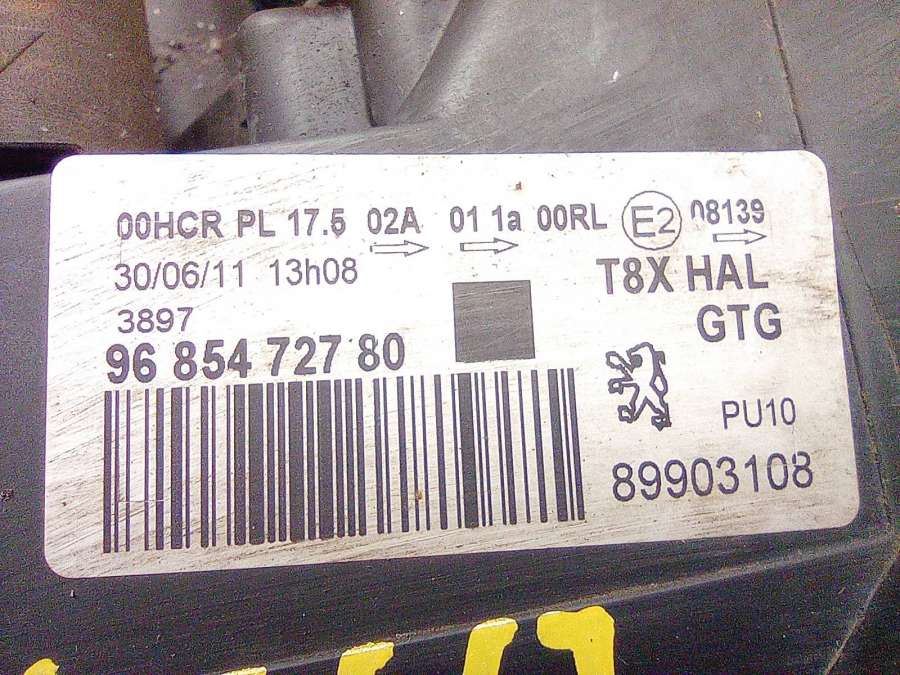 00HCR PL 17.5 02A 01 1a 00RL E2 08139
30/06/11 13h08
T8X HAL
3897
GTG
96 854 727 80
PU10
89903108